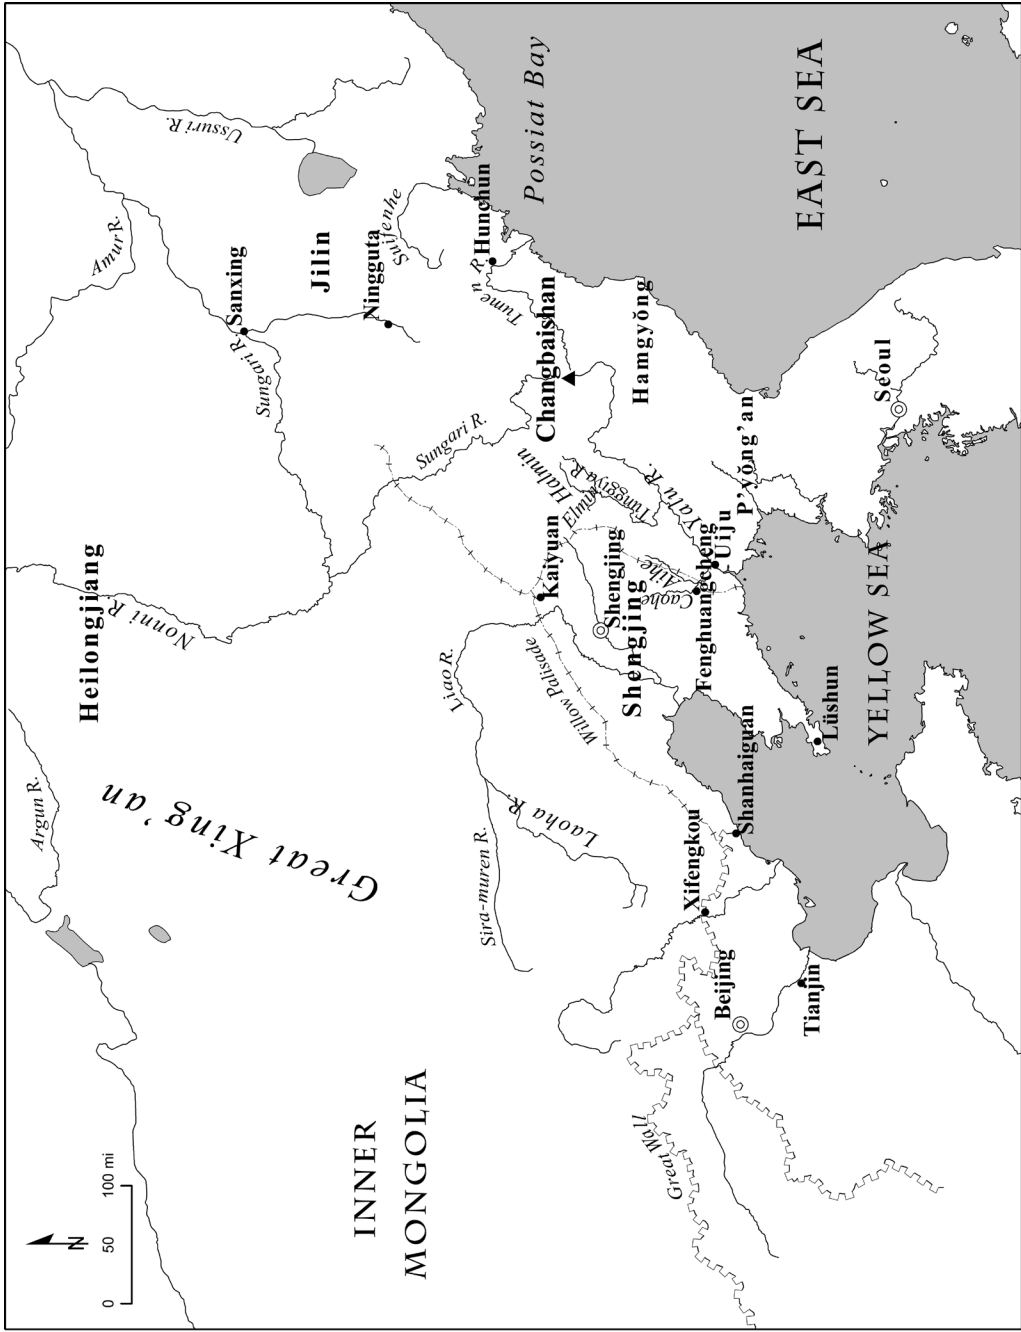 N
0 50 100 mi
INNER
MONGOLIA
Great Xing’an
Argun R.
Heilongjiang
Nonni R.
Amur R.
Ussuri R.
Sanxing
Sungari R.
Jilin
Ningguta
Suifenhe
Sungari R.
Hunchun
Tumen R.
Possiat Bay
Changbaishan
Halmin
Elmin
Tunggiya R.
Yalu R.
Hamgyŏng
Kaiyuan
Liao R.
Willow Palisade
Laoha R.
Sira-muren R.
Shengjing
Shengjing
Aihe
Caohe
Fenghuangcheng
Uiju
P’yŏng’an
Xifengkou
Shanhaiguan
Great Wall
Beijing
Tianjin
Lüshun
Seoul
YELLOW SEA
EAST SEA